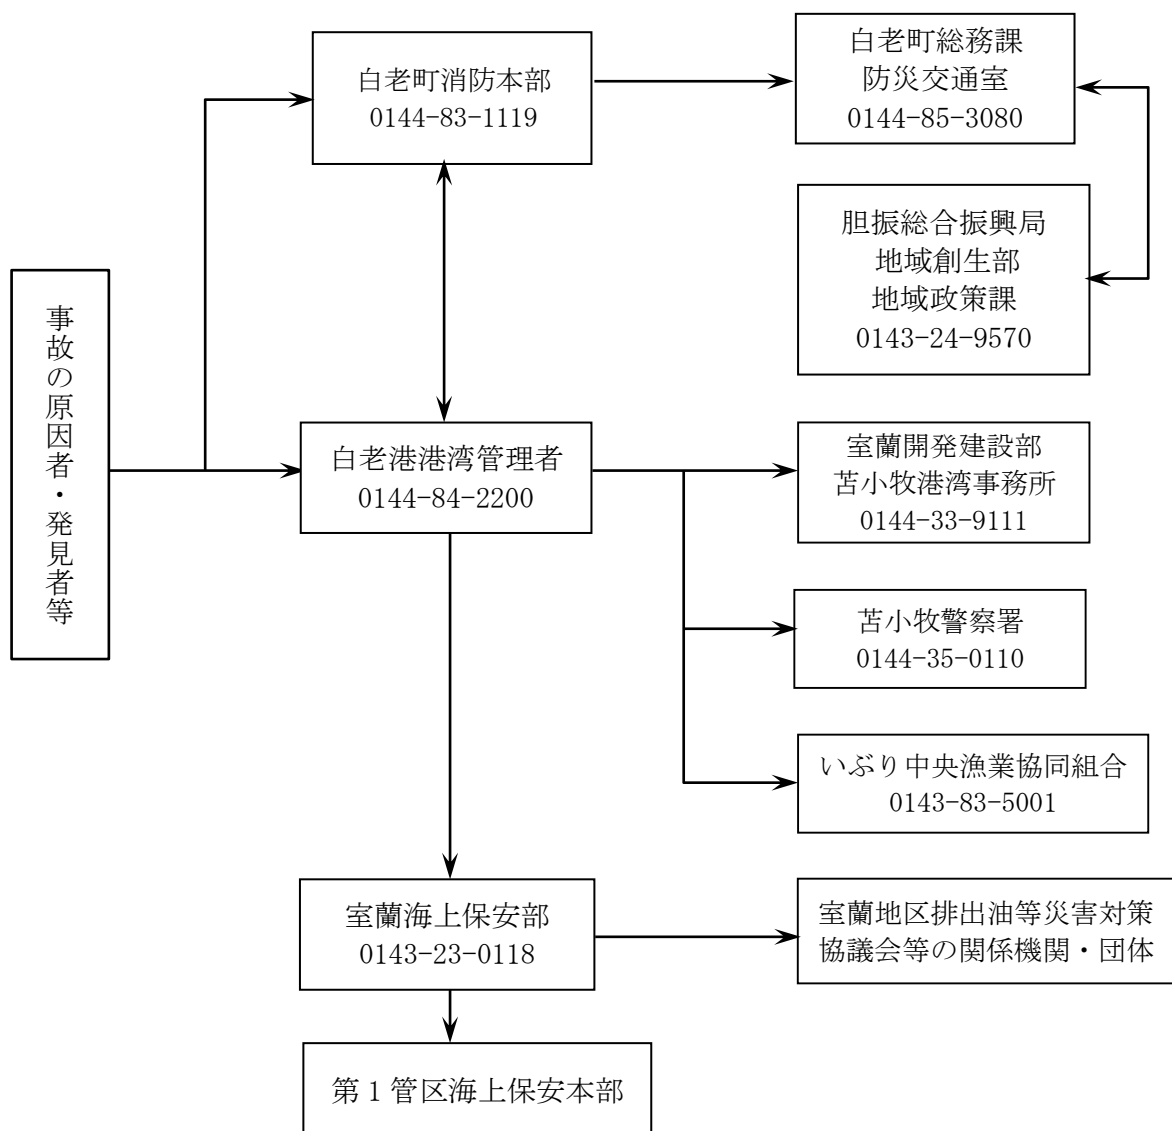 白老町消防本部
0144-83-1119
白老町総務課
防災交通室
0144-85-3080
胆振総合振興局
地域創生部
地域政策課
0143-24-9570
事故の原因者・発見者等
白老港港湾管理者
0144-84-2200
室蘭開発建設部
苫小牧港湾事務所
0144-33-9111
苫小牧警察署
0144-35-0110
いぶり中央漁業協同組合
0143-83-5001
室蘭海上保安部
0143-23-0118
室蘭地区排出油等災害対策
協議会等の関係機関・団体
第1管区海上保安本部